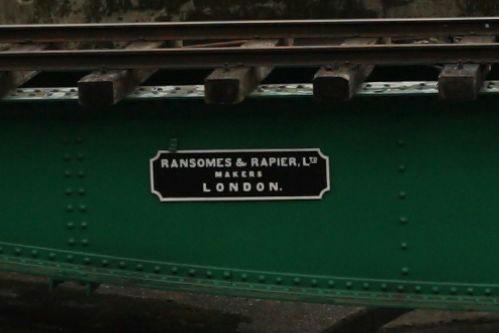 RANSOMES & RAPIER, LTD
MAKERS
LONDON.